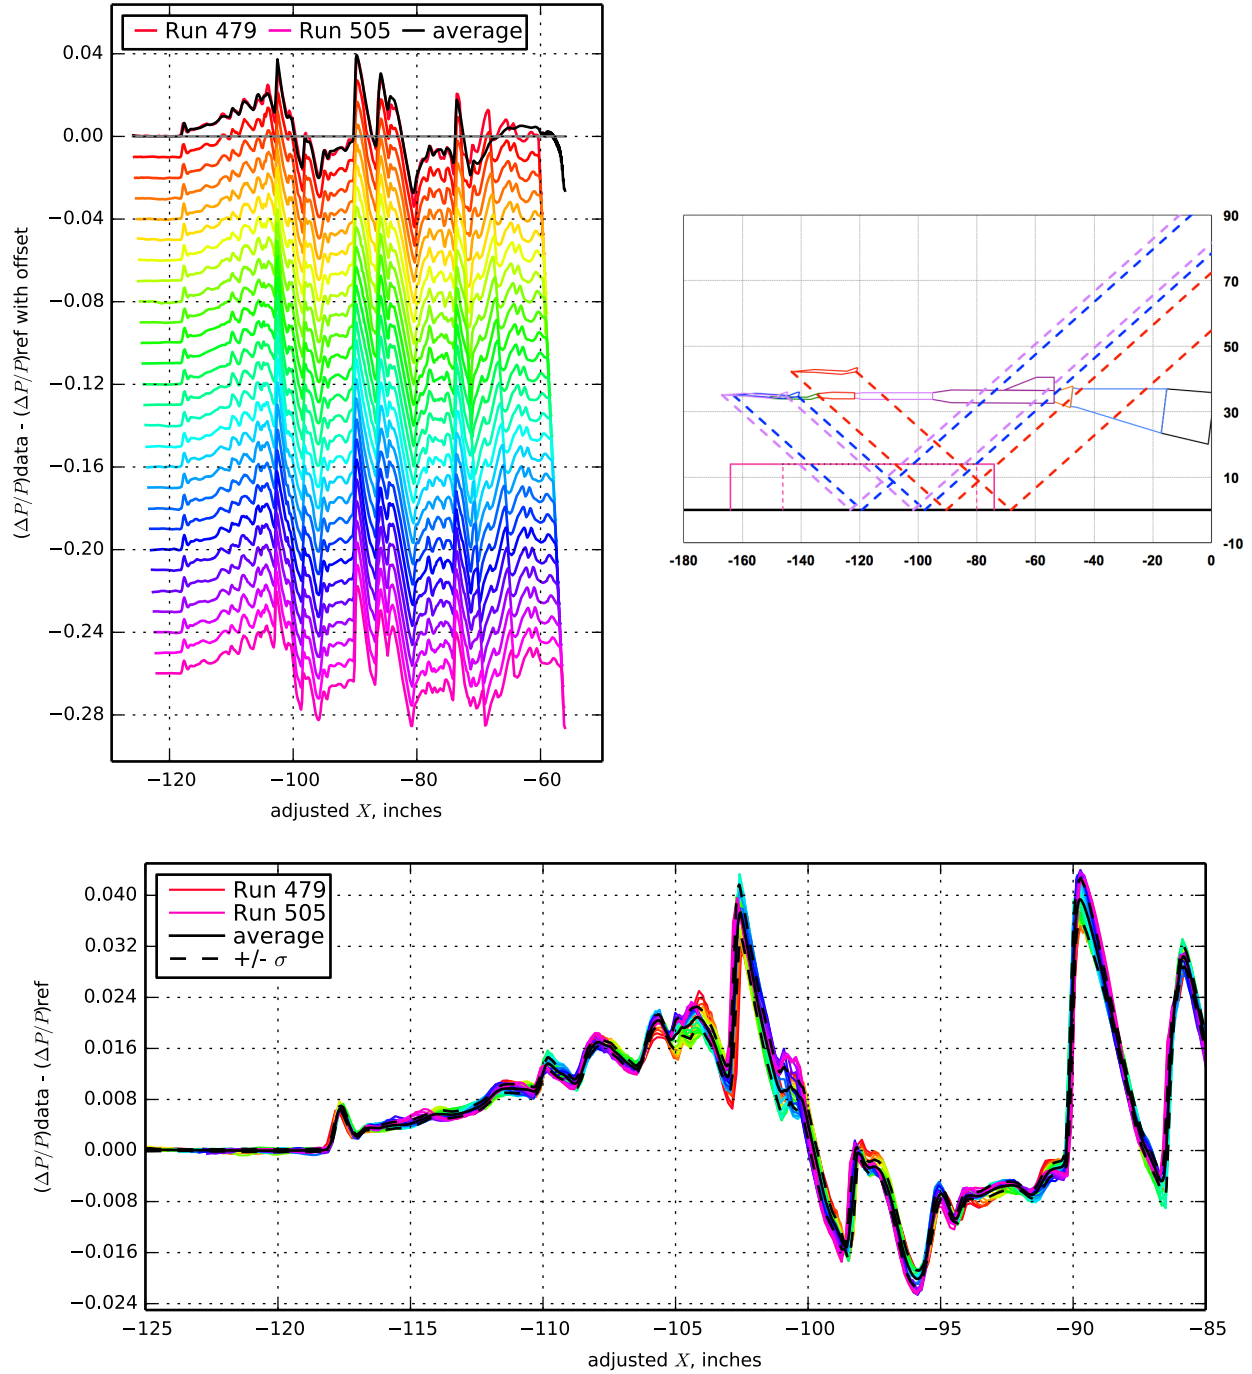 Run 479 Run 505 average
0.04
0.00
−0.04
−0.08
−0.12
−0.16
−0.20
−0.24
−0.28
(ΔP/P)data - (ΔP/P)ref with offset
−120 −100 −80 −60
adjusted X, inches
90
70
50
30
10
-10
-180 -160 -140 -120 -100 -80 -60 -40 -20 0
Run 479
Run 505
average
+/- σ
0.040
0.032
0.024
0.016
0.008
0.000
−0.008
−0.016
−0.024
(ΔP/P)data - (ΔP/P)ref
−125 −120 −115 −110 −105 −100 −95 −90 −85
adjusted X, inches